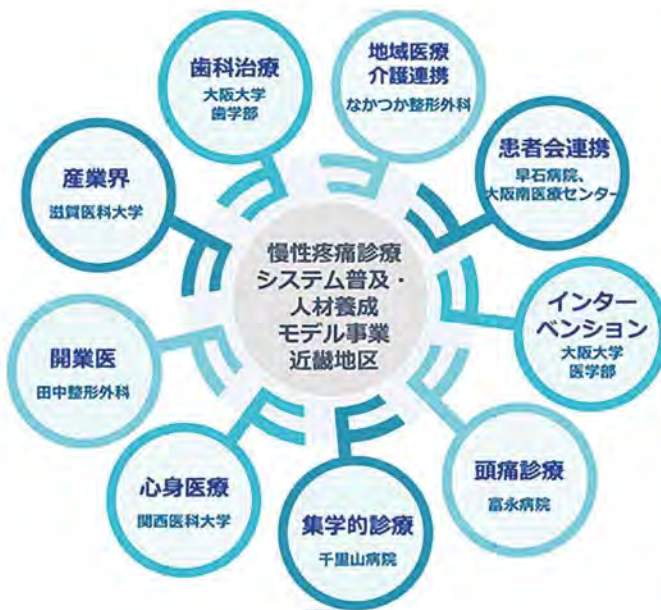 歯科治療
大阪大学
歯学部
地域医療
介護連携
なかつか整形外科
患者会連携
早石病院、
大阪南医療センター
産業界
滋賀医科大学
慢性疼痛診療
システム普及・
人材養成
モデル事業
近畿地区
インター
ベンション
大阪大学
医学部
開業医
田中整形外科
頭痛診療
富永病院
心身医療
関西医科大学
集学的診療
千里山病院